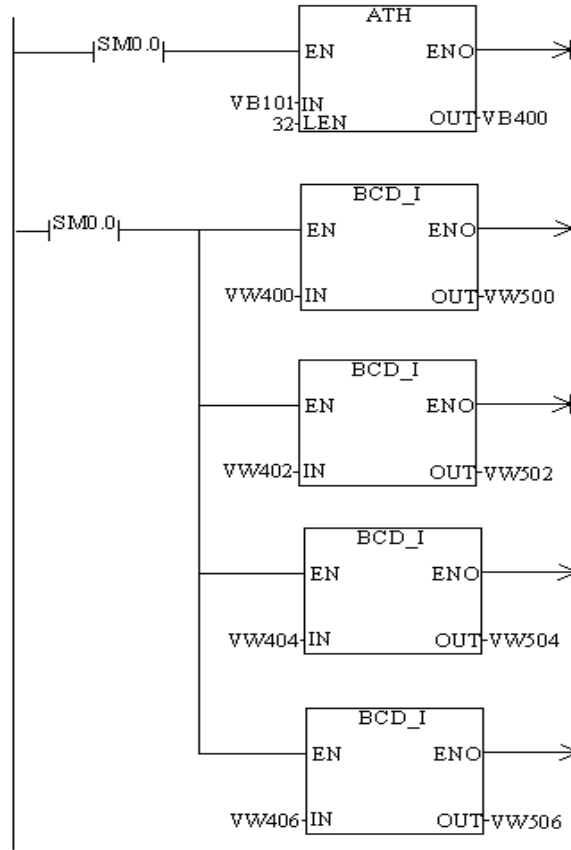 ATH
SM0.0
EN ENO
VB101 IN
32 LEN OUT VB400
BCD_I
SM0.0
EN ENO
VW400 IN OUT VW500
BCD_I
EN ENO
VW402 IN OUT VW502
BCD_I
EN ENO
VW404 IN OUT VW504
BCD_I
EN ENO
VW406 IN OUT VW506